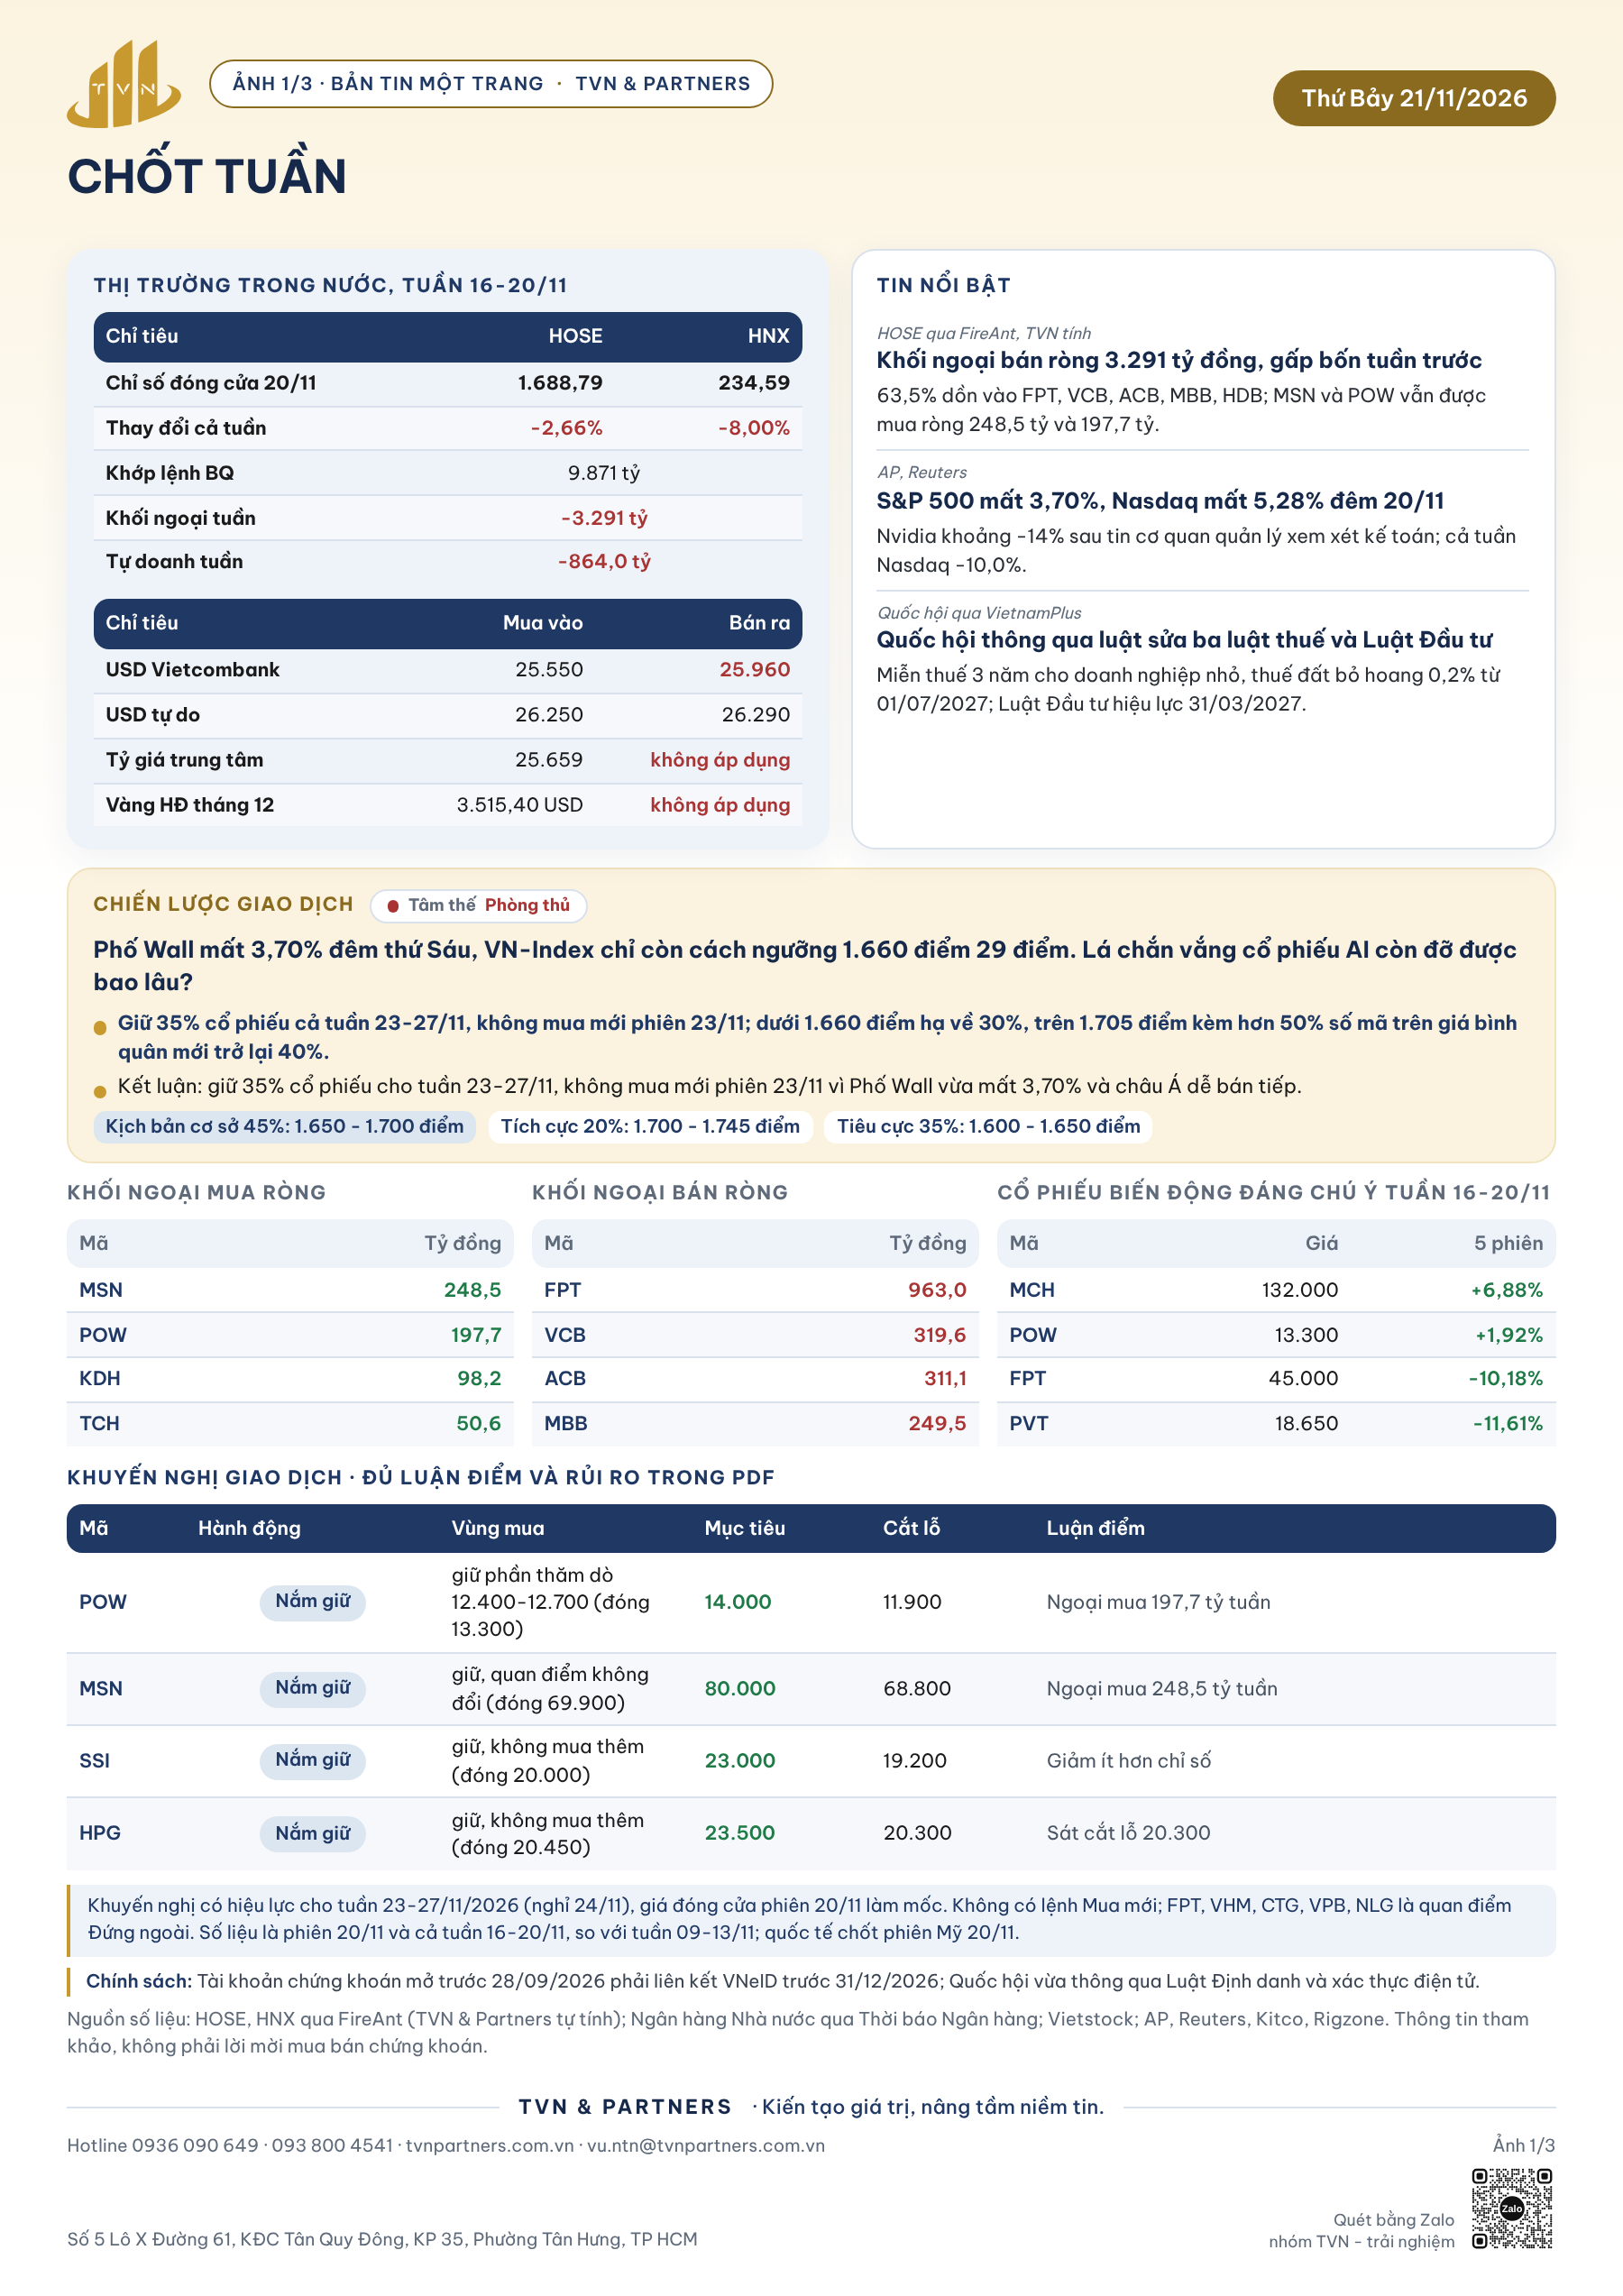 TVN
ẢNH 1/3 · BẢN TIN MỘT TRANG · TVN & PARTNERS
Thứ Bảy 21/11/2026
CHỐT TUẦN
THỊ TRƯỜNG TRONG NƯỚC, TUẦN 16-20/11
Chỉ tiêu HOSE HNX
Chỉ số đóng cửa 20/11 1.688,79 234,59
Thay đổi cả tuần -2,66% -8,00%
Khớp lệnh BQ 9.871 tỷ
Khối ngoại tuần -3.291 tỷ
Tự doanh tuần -864,0 tỷ
Chỉ tiêu Mua vào Bán ra
USD Vietcombank 25.550 25.960
USD tự do 26.250 26.290
Tỷ giá trung tâm 25.659 không áp dụng
Vàng HĐ tháng 12 3.515,40 USD không áp dụng
TIN NỔI BẬT
HOSE qua FireAnt, TVN tính
Khối ngoại bán ròng 3.291 tỷ đồng, gấp bốn tuần trước
63,5% dồn vào FPT, VCB, ACB, MBB, HDB; MSN và POW vẫn được
mua ròng 248,5 tỷ và 197,7 tỷ.
AP, Reuters
S&P 500 mất 3,70%, Nasdaq mất 5,28% đêm 20/11
Nvidia khoảng -14% sau tin cơ quan quản lý xem xét kế toán; cả tuần
Nasdaq -10,0%.
Quốc hội qua VietnamPlus
Quốc hội thông qua luật sửa ba luật thuế và Luật Đầu tư
Miễn thuế 3 năm cho doanh nghiệp nhỏ, thuế đất bỏ hoang 0,2% từ
01/07/2027; Luật Đầu tư hiệu lực 31/03/2027.
CHIẾN LƯỢC GIAO DỊCH Tâm thế Phòng thủ
Phố Wall mất 3,70% đêm thứ Sáu, VN-Index chỉ còn cách ngưỡng 1.660 điểm 29 điểm. Lá chắn vắng cổ phiếu AI còn đỡ được
bao lâu?
Giữ 35% cổ phiếu cả tuần 23-27/11, không mua mới phiên 23/11; dưới 1.660 điểm hạ về 30%, trên 1.705 điểm kèm hơn 50% số mã trên giá bình
quân mới trở lại 40%.
Kết luận: giữ 35% cổ phiếu cho tuần 23-27/11, không mua mới phiên 23/11 vì Phố Wall vừa mất 3,70% và châu Á dễ bán tiếp.
Kịch bản cơ sở 45%: 1.650 - 1.700 điểm Tích cực 20%: 1.700 - 1.745 điểm Tiêu cực 35%: 1.600 - 1.650 điểm
KHỐI NGOẠI MUA RÒNG
Mã Tỷ đồng
MSN 248,5
POW 197,7
KDH 98,2
TCH 50,6
KHỐI NGOẠI BÁN RÒNG
Mã Tỷ đồng
FPT 963,0
VCB 319,6
ACB 311,1
MBB 249,5
CỔ PHIẾU BIẾN ĐỘNG ĐÁNG CHÚ Ý TUẦN 16-20/11
Mã Giá 5 phiên
MCH 132.000 +6,88%
POW 13.300 +1,92%
FPT 45.000 -10,18%
PVT 18.650 -11,61%
KHUYẾN NGHỊ GIAO DỊCH · ĐỦ LUẬN ĐIỂM VÀ RỦI RO TRONG PDF
Mã Hành động Vùng mua Mục tiêu Cắt lỗ Luận điểm
POW Nắm giữ giữ phần thăm dò
12.400-12.700 (đóng
13.300) 14.000 11.900 Ngoại mua 197,7 tỷ tuần
MSN Nắm giữ giữ, quan điểm không
đổi (đóng 69.900) 80.000 68.800 Ngoại mua 248,5 tỷ tuần
SSI Nắm giữ giữ, không mua thêm
(đóng 20.000) 23.000 19.200 Giảm ít hơn chỉ số
HPG Nắm giữ giữ, không mua thêm
(đóng 20.450) 23.500 20.300 Sát cắt lỗ 20.300
Khuyến nghị có hiệu lực cho tuần 23-27/11/2026 (nghỉ 24/11), giá đóng cửa phiên 20/11 làm mốc. Không có lệnh Mua mới; FPT, VHM, CTG, VPB, NLG là quan điểm
Đứng ngoài. Số liệu là phiên 20/11 và cả tuần 16-20/11, so với tuần 09-13/11; quốc tế chốt phiên Mỹ 20/11.
Chính sách: Tài khoản chứng khoán mở trước 28/09/2026 phải liên kết VNeID trước 31/12/2026; Quốc hội vừa thông qua Luật Định danh và xác thực điện tử.
Nguồn số liệu: HOSE, HNX qua FireAnt (TVN & Partners tự tính); Ngân hàng Nhà nước qua Thời báo Ngân hàng; Vietstock; AP, Reuters, Kitco, Rigzone. Thông tin tham
khảo, không phải lời mời mua bán chứng khoán.
TVN & PARTNERS · Kiến tạo giá trị, nâng tầm niềm tin.
Hotline 0936 090 649 · 093 800 4541 · tvnpartners.com.vn · vu.ntn@tvnpartners.com.vn
Ảnh 1/3
Zalo
Quét bằng Zalo
nhóm TVN - trải nghiệm
Số 5 Lô X Đường 61, KĐC Tân Quy Đông, KP 35, Phường Tân Hưng, TP HCM